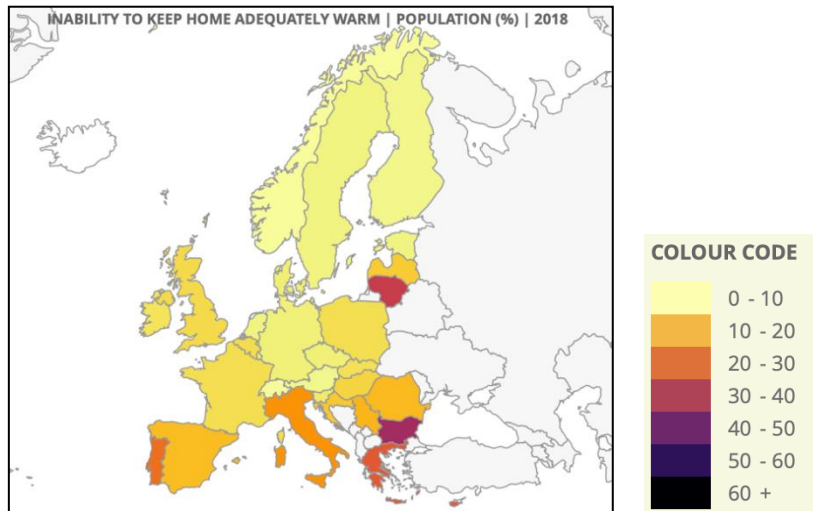 INABILITY TO KEEP HOME ADEQUATELY WARM | POPULATION (%) | 2018
COLOUR CODE
0 - 10
10 - 20
20 - 30
30 - 40
40 - 50
50 - 60
60 +